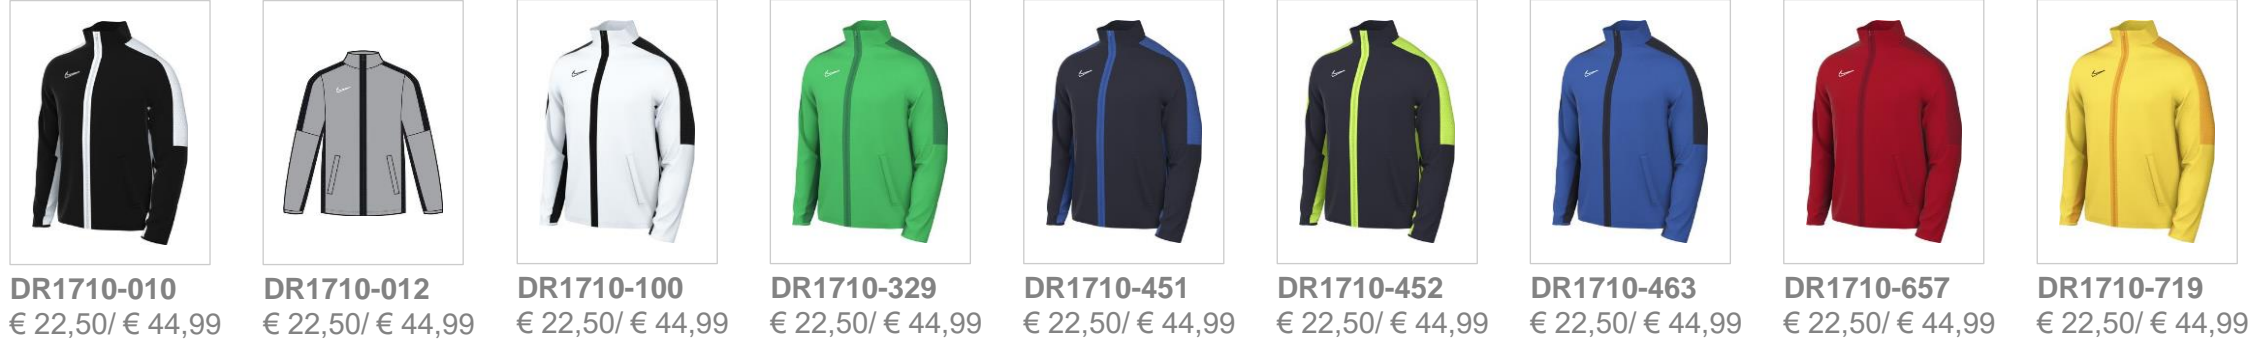 DR1710-010
€ 22,50/ € 44,99
DR1710-012
€ 22,50/ € 44,99
DR1710-100
€ 22,50/ € 44,99
DR1710-329
€ 22,50/ € 44,99
DR1710-451
€ 22,50/ € 44,99
DR1710-452
€ 22,50/ € 44,99
DR1710-463
€ 22,50/ € 44,99
DR1710-657
€ 22,50/ € 44,99
DR1710-719
€ 22,50/ € 44,99